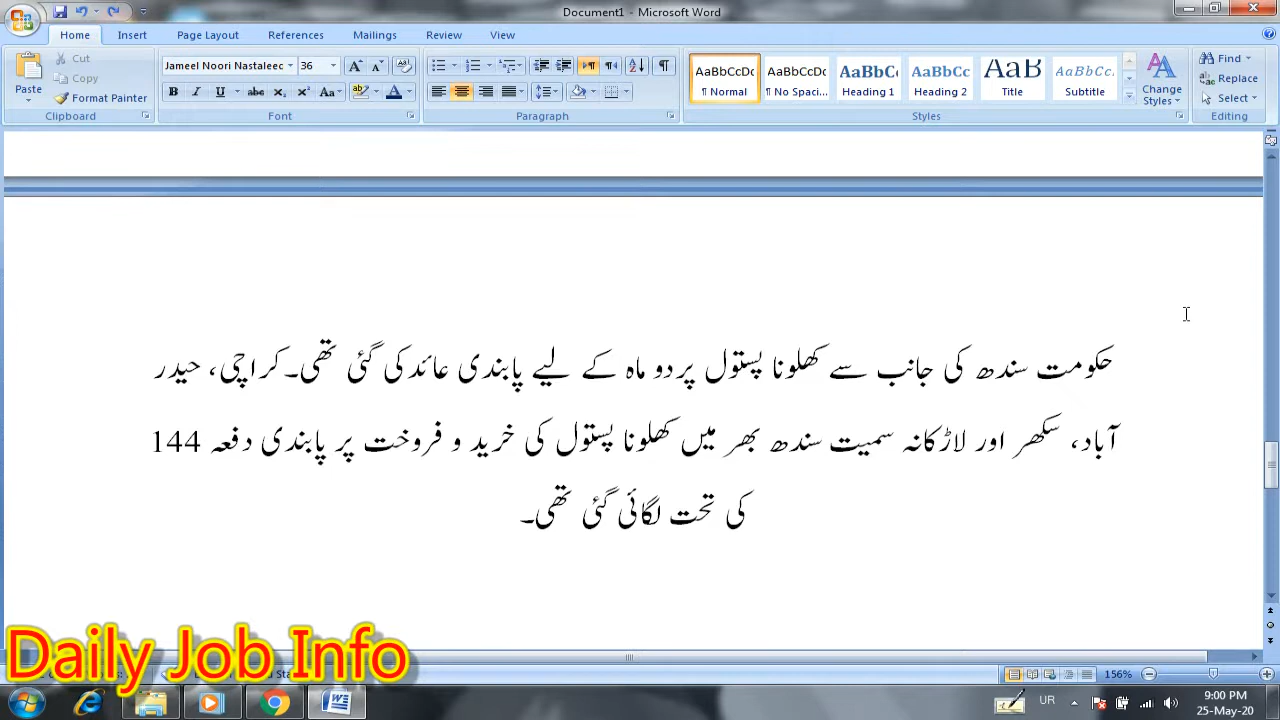 Document1 - Microsoft Word
Home Insert Page Layout References Mailings Review View
Paste
Cut
Copy
Format Painter
Clipboard
Jameel Noori Nastaleec 36
Font
Paragraph
AaBbCcDc AaBbCcDc AaBbC AaBbCc AaB AaBbCc.
¶ Normal ¶ No Spaci... Heading 1 Heading 2 Title Subtitle
Change Styles
Styles
Find
Replace
Select
Editing
حکومت سندھ کی جانب سے کھلونا پستول پر دو ماہ کے لیے پابندی عائد کی گئی تھی۔ کراچی، حیدر
آباد، سکھر اور لاڑکانہ سمیت سندھ بھر میں کھلونا پستول کی خرید و فروخت پر پابندی دفعہ 144
کی تحت لگائی گئی تھی۔
Daily Job Info
156%
UR
9:00 PM
25-May-20